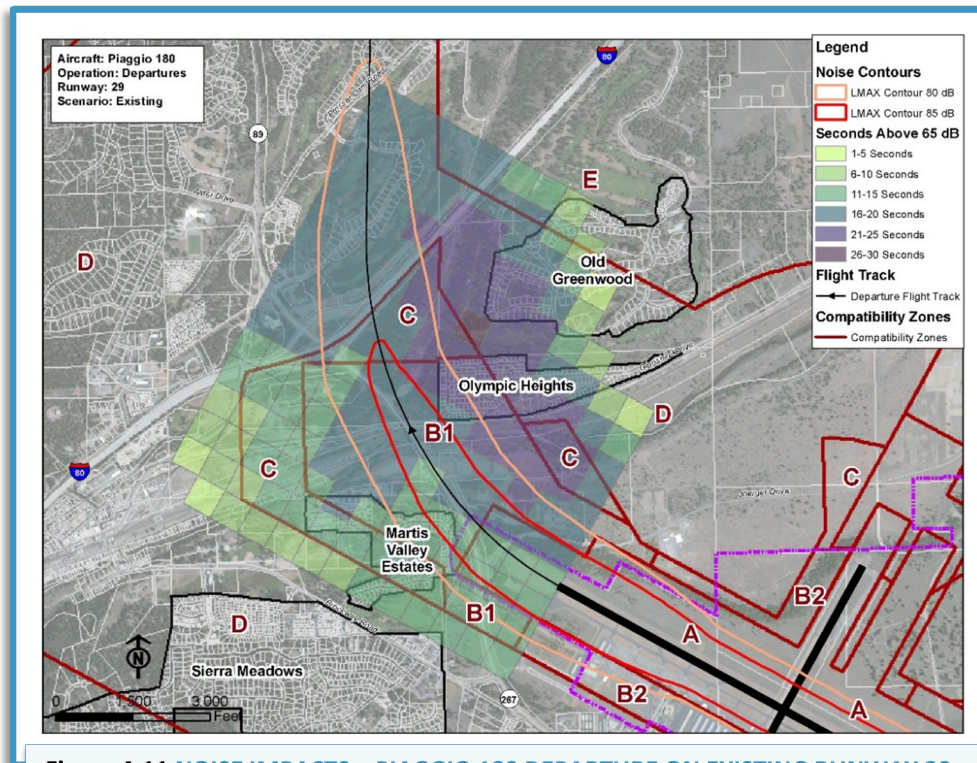 Aircraft: Piaggio 180
Operation: Departures
Runway: 29
Scenario: Existing
80
Legend
Noise Contours
LMAX Contour 80 dB
LMAX Contour 85 dB
Seconds Above 65 dB
1-5 Seconds
6-10 Seconds
11-15 Seconds
16-20 Seconds
21-25 Seconds
26-30 Seconds
Flight Track
Departure Flight Track
Compatibility Zones
Compatibility Zones
89
E
D
Old
Greenwood
C
Olympic Heights
D
B1
C
C
C
80
Martis
Valley
Estates
B1
B2
A
D
N
Sierra Meadows
267
B2
A
0
3,000
Feet